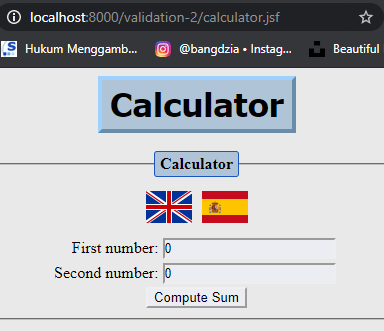 localhost:8000/validation-2/calculator.jsf
S Hukum Menggamb... @bangdzia • Instag... Beautiful
Calculator
Calculator
First number: 0
Second number: 0
Compute Sum